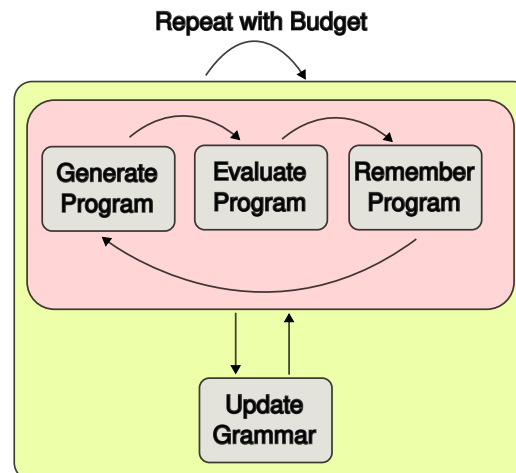 Repeat with Budget
Generate
Program
Evaluate
Program
Remember
Program
Update
Grammar